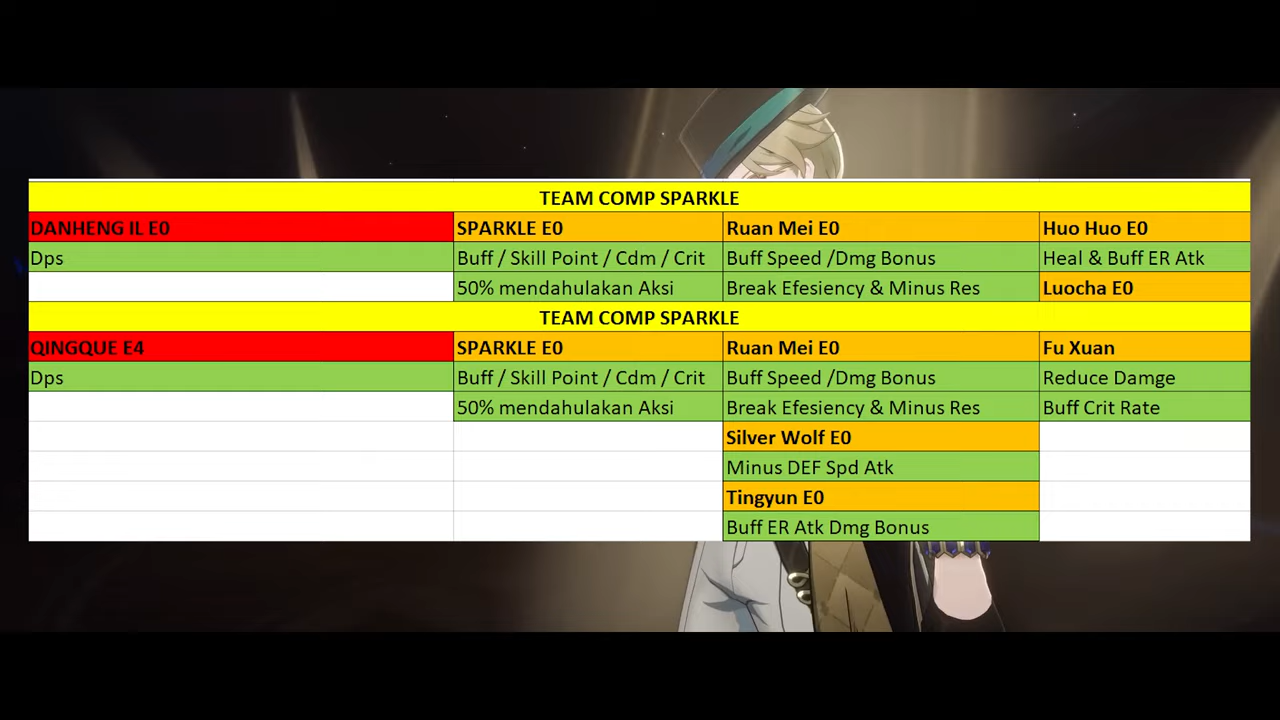 TEAM COMP SPARKLE
DANHENG IL E0 SPARKLE E0 Ruan Mei E0 Huo Huo E0
Dps Buff / Skill Point / Cdm / Crit Buff Speed /Dmg Bonus Heal & Buff ER Atk
50% mendahulakan Aksi Break Efesiency & Minus Res Luocha E0
TEAM COMP SPARKLE
QINGQUE E4 SPARKLE E0 Ruan Mei E0 Fu Xuan
Dps Buff / Skill Point / Cdm / Crit Buff Speed /Dmg Bonus Reduce Damge
50% mendahulakan Aksi Break Efesiency & Minus Res Buff Crit Rate
Silver Wolf E0
Minus DEF Spd Atk
Tingyun E0
Buff ER Atk Dmg Bonus